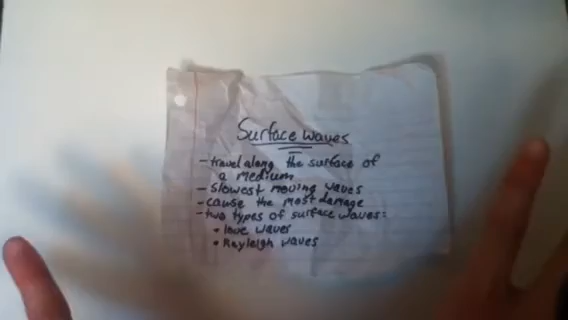 Surface waves
- travel along the surface of
a medium
- slowest moving waves
- cause the most damage
- two types of surface waves:
• love waves
• Rayleigh waves